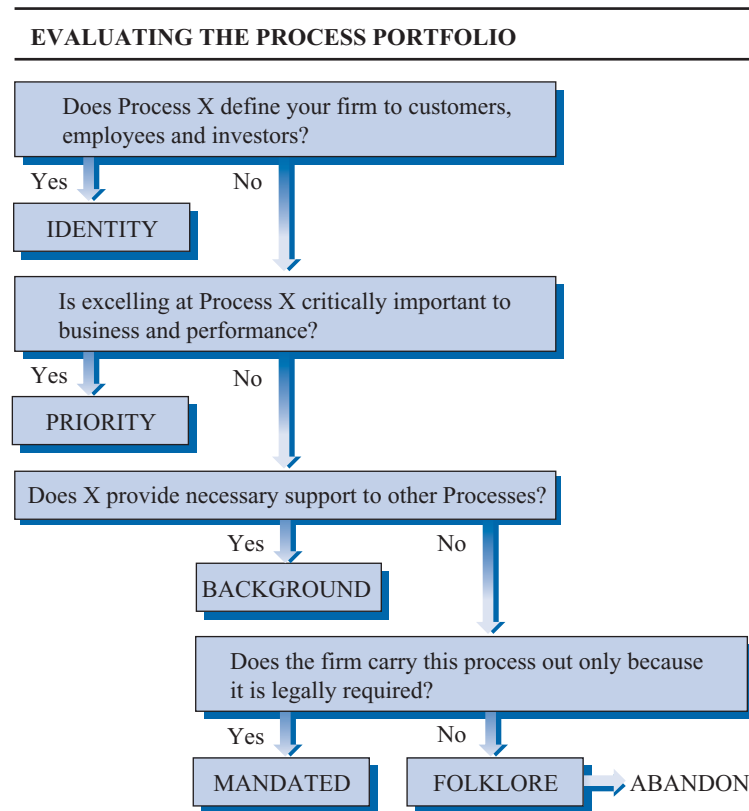 EVALUATING THE PROCESS PORTFOLIO
Does Process X define your firm to customers,
employees and investors?
Yes
No
IDENTITY
Is excelling at Process X critically important to
business and performance?
Yes
No
PRIORITY
Does X provide necessary support to other Processes?
Yes
No
BACKGROUND
Does the firm carry this process out only because
it is legally required?
Yes
No
MANDATED
FOLKLORE
ABANDON